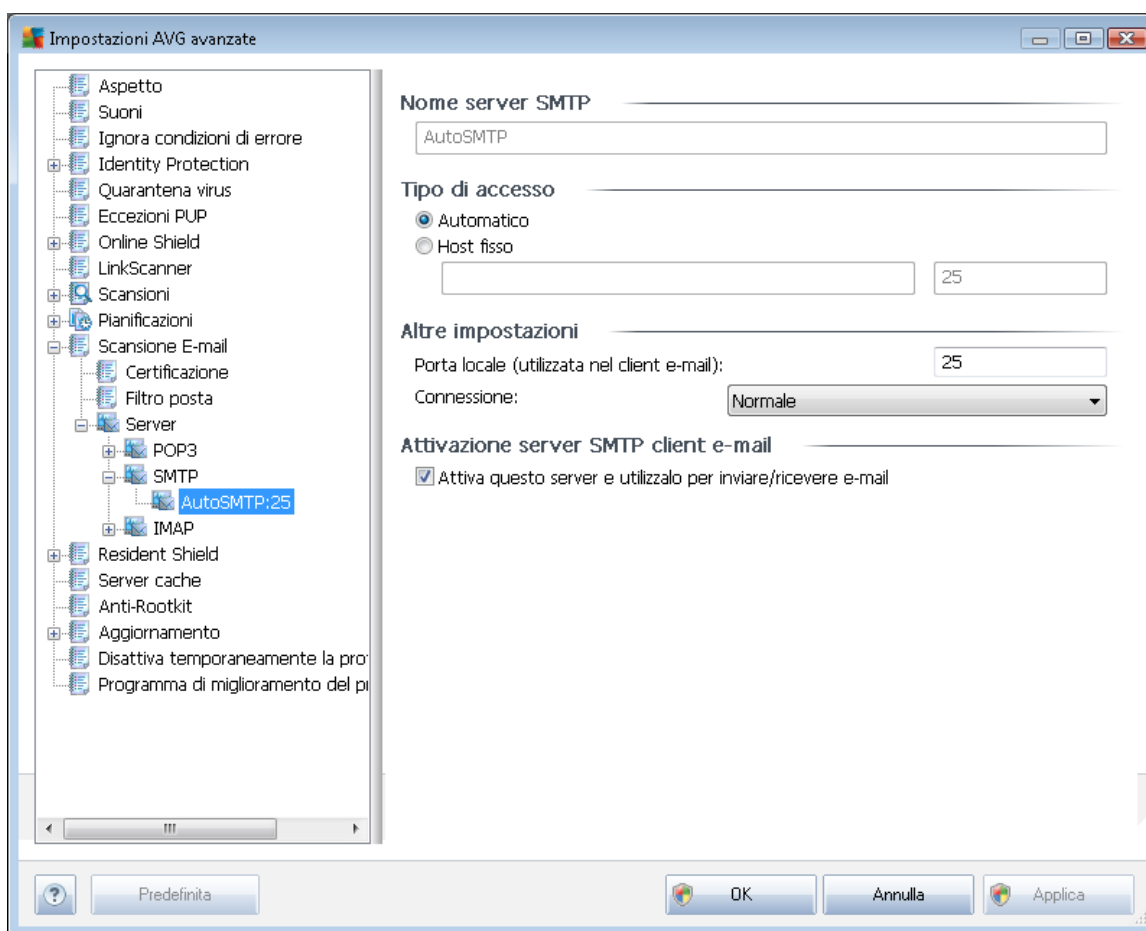 Impostazioni AVG avanzate
Aspetto
Suoni
Ignora condizioni di errore
Identity Protection
Quarantena virus
Eccezioni PUP
Online Shield
LinkScanner
Scansioni
Pianificazioni
Scansione E-mail
Certificazione
Filtro posta
Server
POP3
SMTP
AutoSMTP:25
IMAP
Resident Shield
Server cache
Anti-Rootkit
Aggiornamento
Disattiva temporaneamente la pro
Programma di miglioramento del p
Nome server SMTP
AutoSMTP
Tipo di accesso
Automatico
Host fisso
25
Altre impostazioni
Porta locale (utilizzata nel client e-mail): 25
Connessione: Normale
Attivazione server SMTP client e-mail
Attiva questo server e utilizzalo per inviare/ricevere e-mail
? Predefinita OK Annulla Applica